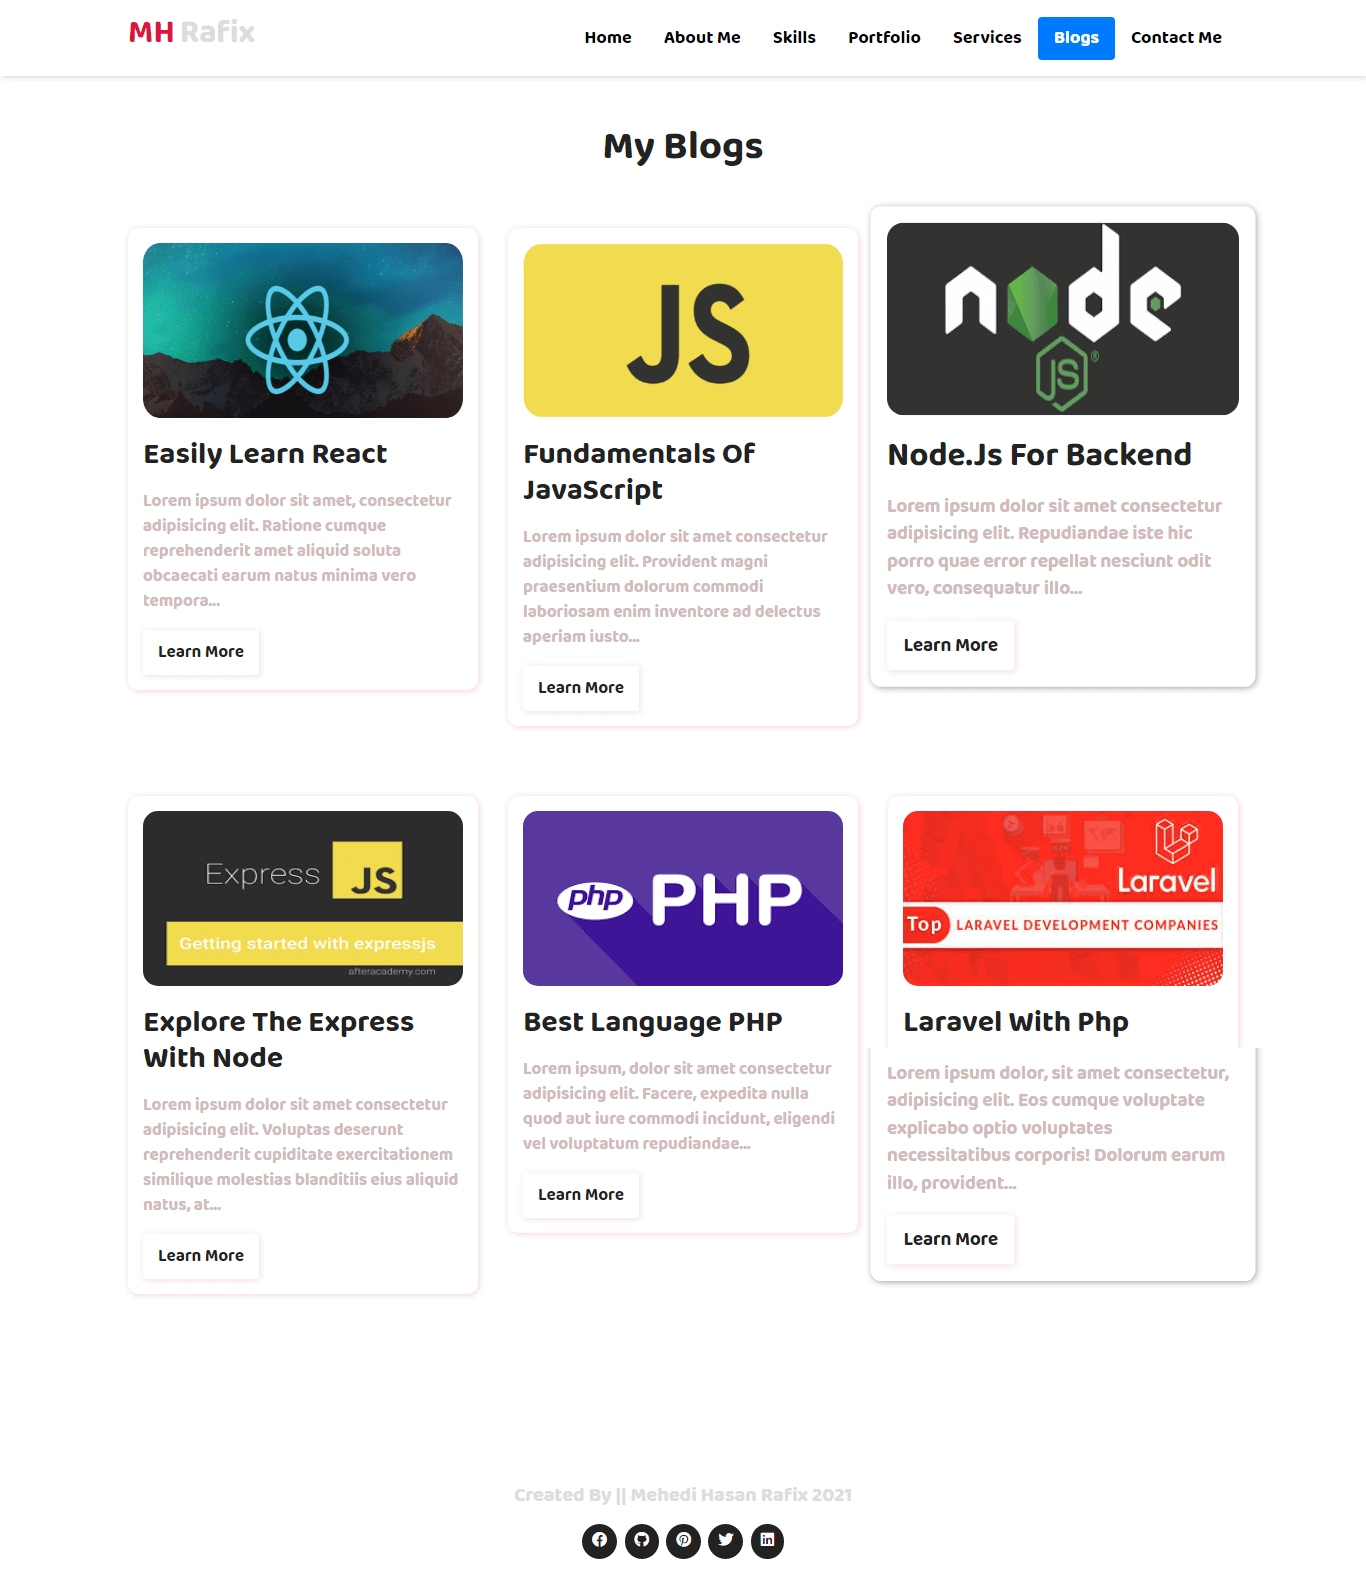 MH Rafix
Home About Me Skills Portfolio Services Blogs Contact Me
My Blogs
Easily Learn React
Lorem ipsum dolor sit amet, consectetur
adipisicing elit. Ratione cumque
reprehenderit amet aliquid soluta
obcaecati earum natus minima vero
tempora...
Learn More
JS
Fundamentals Of
JavaScript
Lorem ipsum dolor sit amet consectetur
adipisicing elit. Provident magni
praesentium dolorum commodi
laboriosam enim inventore ad delectus
aperiam iusto...
Learn More
node
JS®
Node.Js For Backend
Lorem ipsum dolor sit amet consectetur
adipisicing elit. Repudiandae iste hic
porro quae error repellat nesciunt odit
vero, consequatur illo...
Learn More
Express JS
Getting started with expressjs
afteracademy.com
Explore The Express
With Node
Lorem ipsum dolor sit amet consectetur
adipisicing elit. Voluptas deserunt
reprehenderit cupiditate exercitationem
similique molestias blanditiis eius aliquid
natus, at...
Learn More
php PHP
Best Language PHP
Lorem ipsum, dolor sit amet consectetur
adipisicing elit. Facere, expedita nulla
quod aut iure commodi incidunt, eligendi
vel voluptatum repudiandae...
Learn More
Laravel
Top LARAVEL DEVELOPMENT COMPANIES
Laravel With Php
Lorem ipsum dolor, sit amet consectetur,
adipisicing elit. Eos cumque voluptate
explicabo optio voluptates
necessitatibus corporis! Dolorum earum
illo, provident...
Learn More
Created By || Mehedi Hasan Rafix 2021